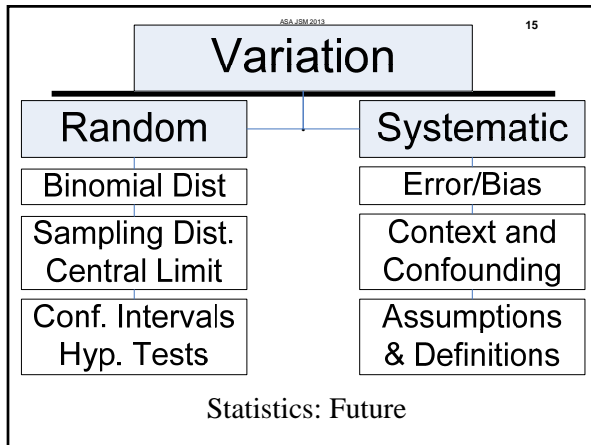 ASA JSM 2013
15
Variation
Random
Systematic
Binomial Dist
Error/Bias
Sampling Dist.
Central Limit
Context and
Confounding
Conf. Intervals
Hyp. Tests
Assumptions
& Definitions
Statistics: Future